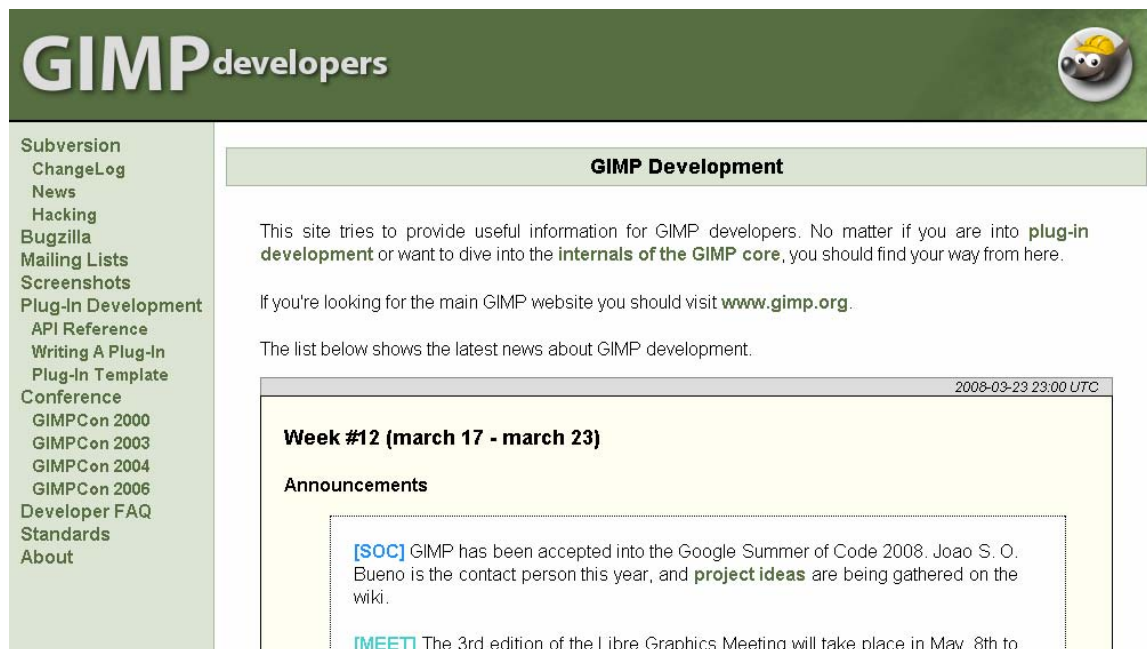 GIMP developers
Subversion
ChangeLog
News
Hacking
Bugzilla
Mailing Lists
Screenshots
Plug-In Development
API Reference
Writing A Plug-In
Plug-In Template
Conference
GIMPCon 2000
GIMPCon 2003
GIMPCon 2004
GIMPCon 2006
Developer FAQ
Standards
About
GIMP Development
This site tries to provide useful information for GIMP developers. No matter if you are into plug-in
development or want to dive into the internals of the GIMP core, you should find your way from here.
If you're looking for the main GIMP website you should visit www.gimp.org.
The list below shows the latest news about GIMP development.
2008-03-23 23:00 UTC
Week #12 (march 17 - march 23)
Announcements
[SOC] GIMP has been accepted into the Google Summer of Code 2008. Joao S. O.
Bueno is the contact person this year, and project ideas are being gathered on the
wiki.
[MEET] The 3rd edition of the Libre Graphics Meeting will take place in May, 8th to